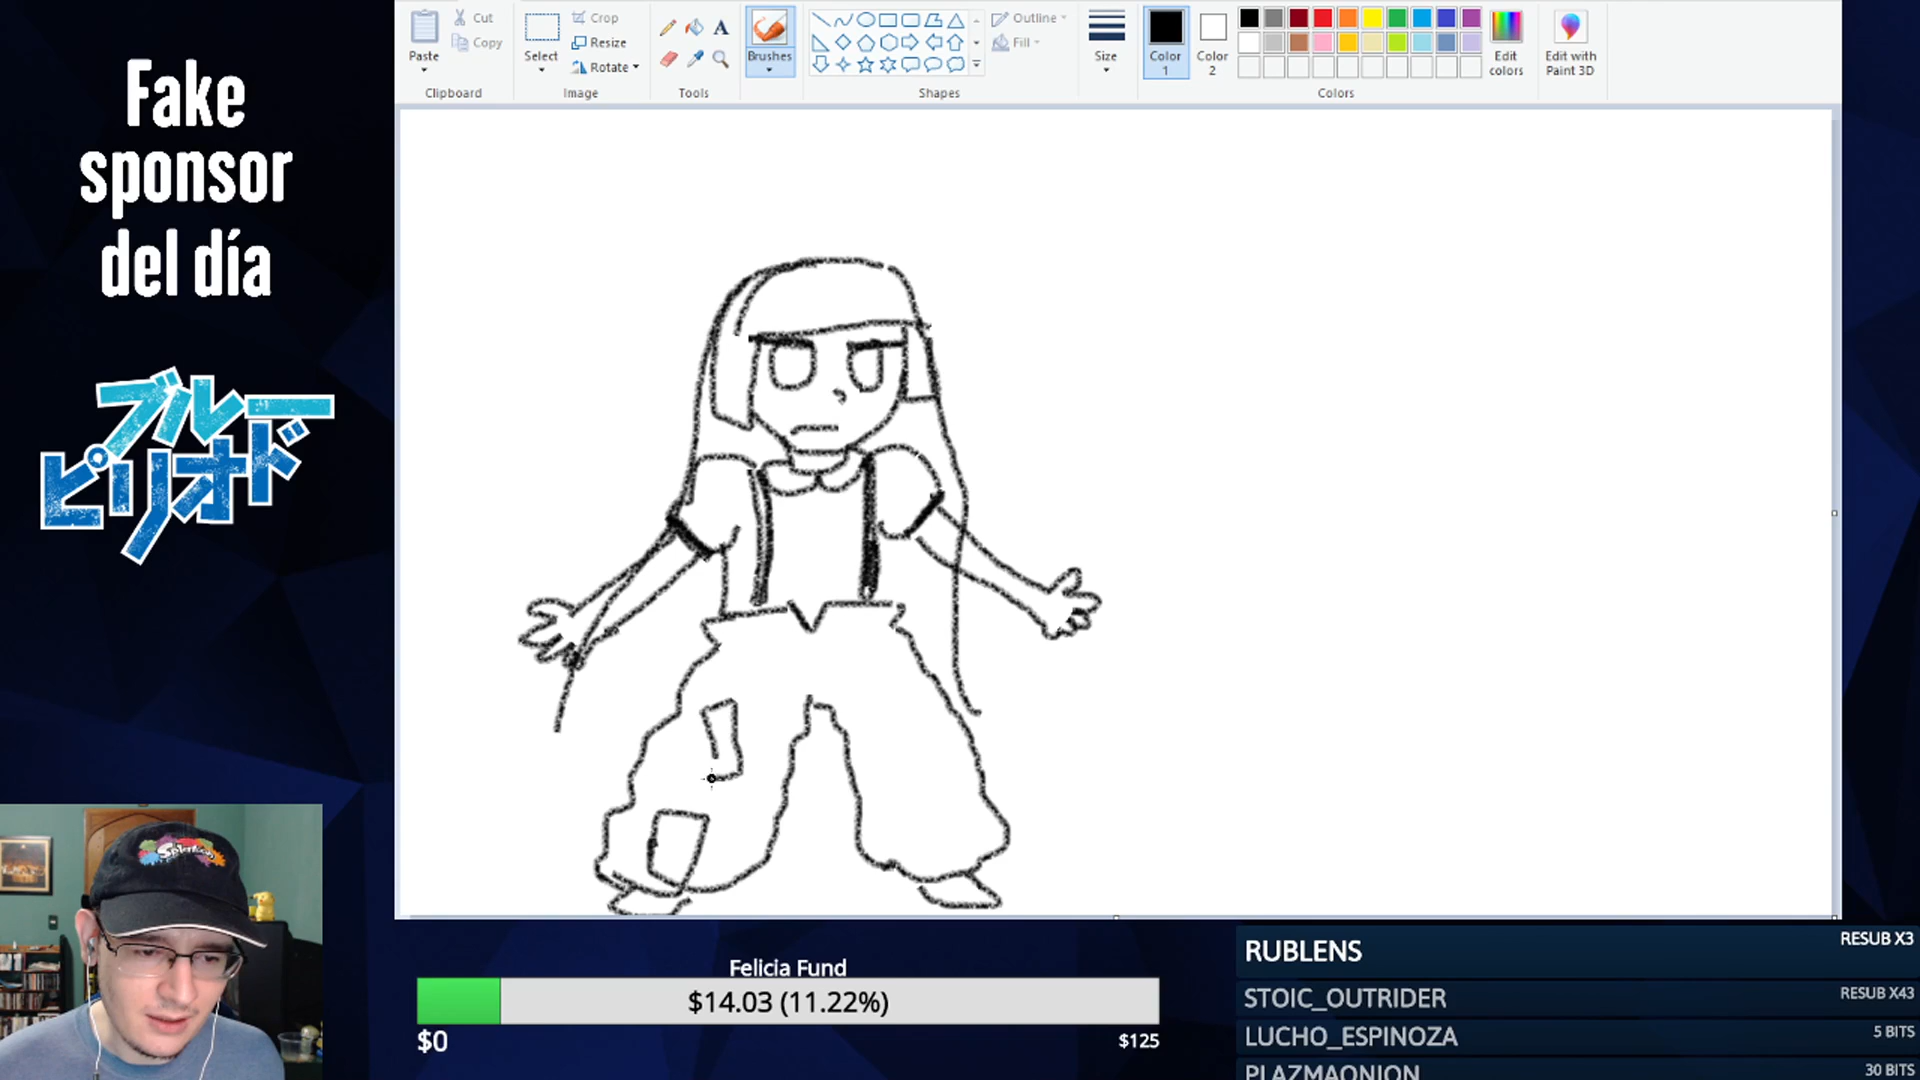 Fake
sponsor
del día
ブルー
ピリオド
Paste
Cut
Copy
Clipboard
Select
Crop
Resize
Rotate
Image
Tools
Brushes
Shapes
Outline
Fill
Size
Color
1
Color
2
Edit
colors
Edit with
Paint 3D
Colors
Felicia Fund
$14.03 (11.22%)
$0
$125
RUBLENS
RESUB X3
STOIC_OUTRIDER
RESUB X43
LUCHO_ESPINOZA
5 BITS
PLAZMAONION
30 BITS